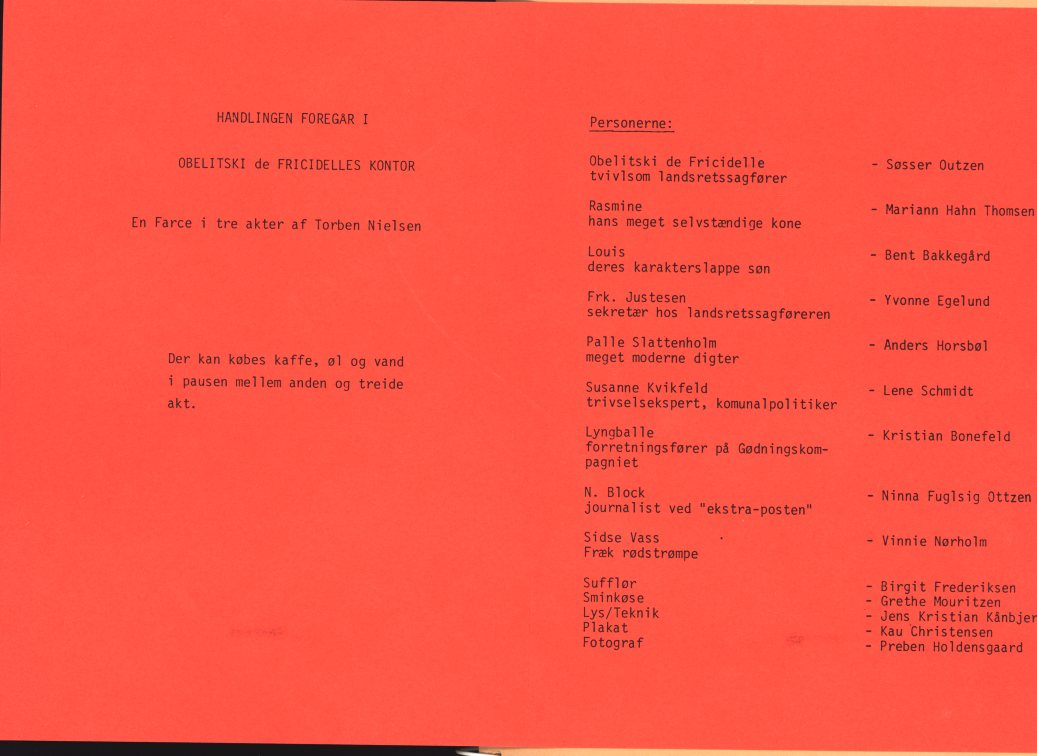 HANDLINGEN FOREGÅR I
OBELITSKI de FRICIDELLES KONTOR
En Farce i tre akter af Torben Nielsen
Der kan købes kaffe, øl og vand
i pausen mellem anden og treide
akt.
Personerne:
Obelitski de Fricidelle - Søsser Outzen
tvivlsom landsretssagfører
Rasmine - Mariann Hahn Thomsen
hans meget selvstændige kone
Louis - Bent Bakkegård
deres karakterslappe søn
Frk. Justesen - Yvonne Egelund
sekretær hos landsretssagføreren
Palle Slattenholm - Anders Horsbøl
meget moderne digter
Susanne Kvikfeld - Lene Schmidt
trivselsekspert, komunalpolitiker
Lyngballe - Kristian Bonefeld
forretningsfører på Gødningskom-
pagniet
N. Block - Ninna Fuglsig Ottzen
journalist ved "ekstra-posten"
Sidse Vass - Vinnie Nørholm
Fræk rødstrømpe
Sufflør - Birgit Frederiksen
Sminkøse - Grethe Mouritzen
Lys/Teknik - Jens Kristian Kånbjer
Plakat - Kau Christensen
Fotograf - Preben Holdensgaard